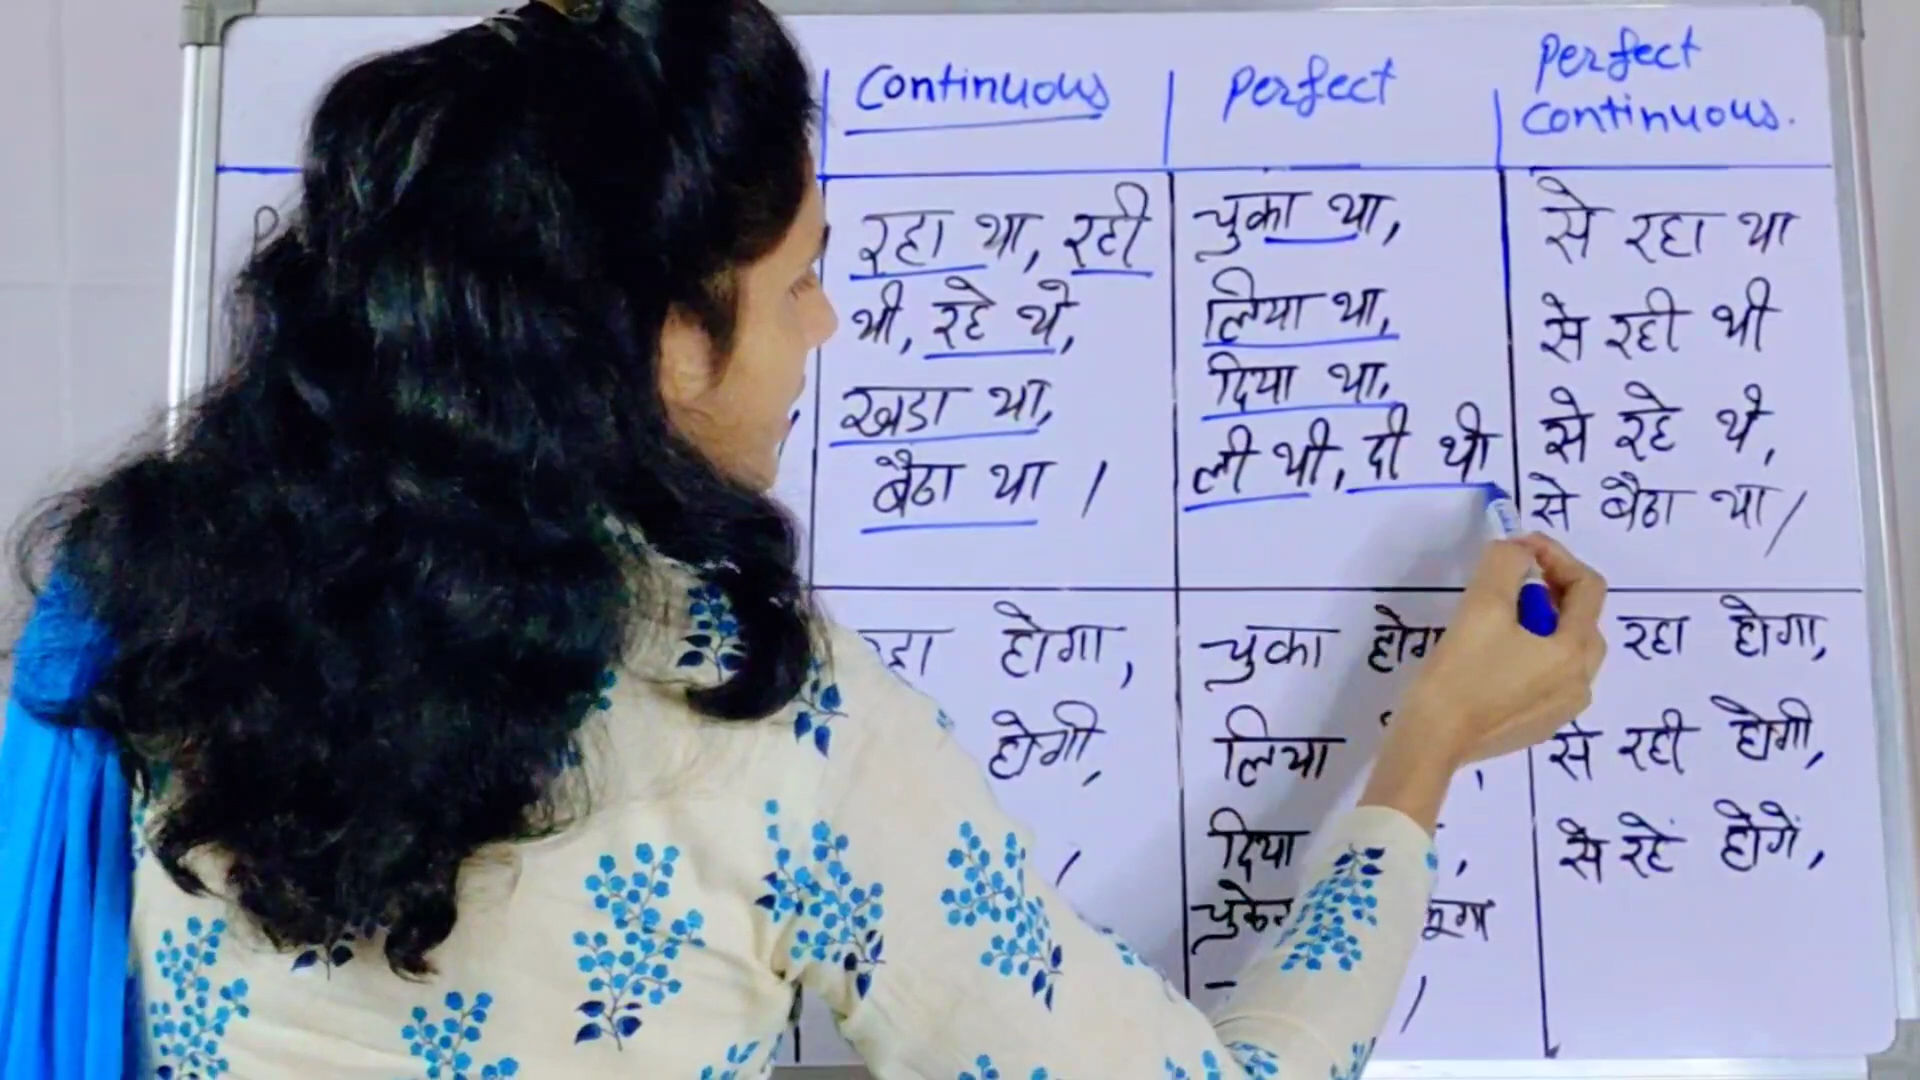 Continuous
Perfect
Perfect
Continuous.
रहा था, रही
थी, रहे थे,
खडा था,
बैठा था ।
चुका था,
लिया था,
दिया था,
ली थी, दी थी
से रहा था
से रही थी
से रहे थे,
से बैठा था ।
होगा,
होगी,
चुका
लिया
दिया
रहा होगा,
से रही होगी,
से रहें होगें,